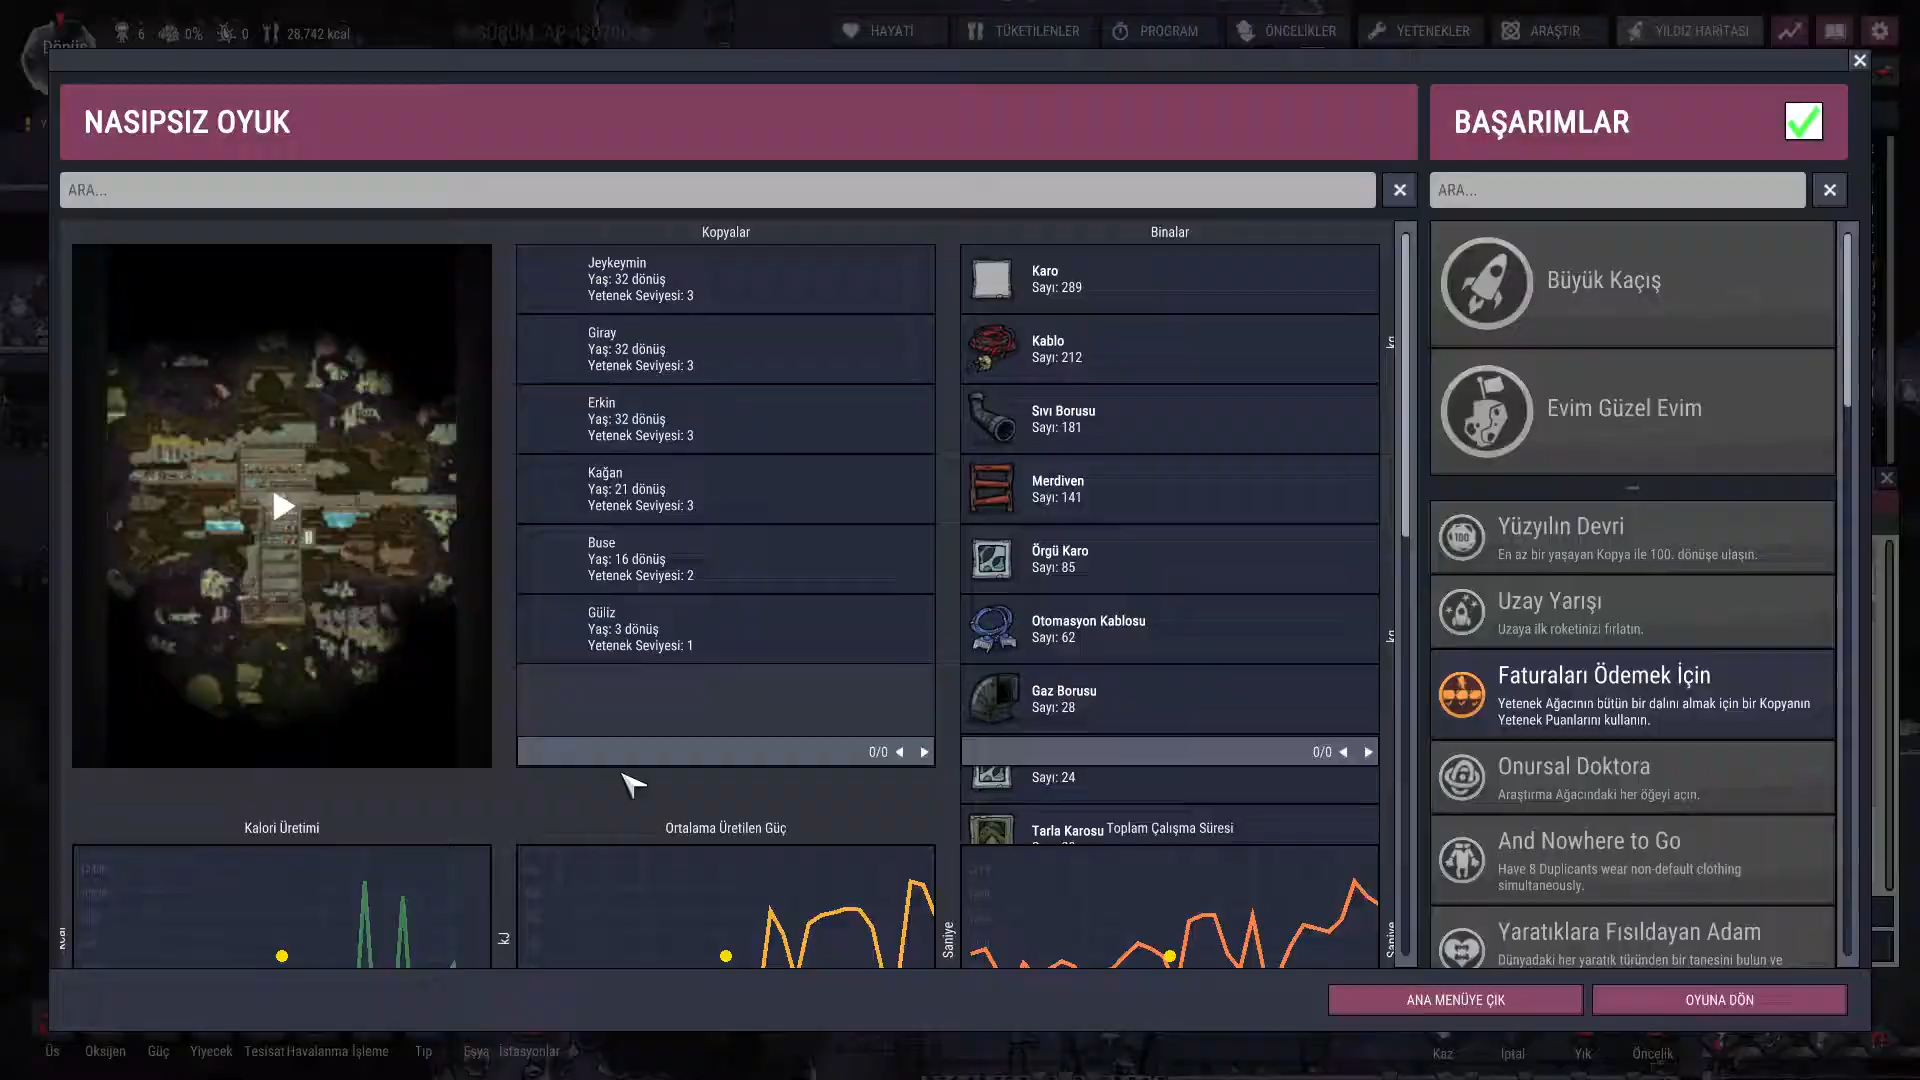 6 0% 0 28,742 kcal
HAYATİ
TÜKETİLENLER
PROGRAM
ÖNCELİKLER
YETENEKLER
ARAŞTIR
YILDIZ HARİTASI
NASIPSIZ OYUK
BAŞARIMLAR
ARA...
ARA...
Kopyalar
Jeykeymin
Yaş: 32 dönüş
Yetenek Seviyesi: 3
Giray
Yaş: 32 dönüş
Yetenek Seviyesi: 3
Erkin
Yaş: 32 dönüş
Yetenek Seviyesi: 3
Kağan
Yaş: 21 dönüş
Yetenek Seviyesi: 3
Buse
Yaş: 16 dönüş
Yetenek Seviyesi: 2
Güliz
Yaş: 3 dönüş
Yetenek Seviyesi: 1
0/0
Binalar
Karo
Sayı: 289
Kablo
Sayı: 212
Sıvı Borusu
Sayı: 181
Merdiven
Sayı: 141
Örgü Karo
Sayı: 85
Otomasyon Kablosu
Sayı: 62
Gaz Borusu
Sayı: 28
0/0
Sayı: 24
Tarla Karosu
Kalori Üretimi
Ortalama Üretilen Güç
Toplam Çalışma Süresi
kJ
Saniye
Büyük Kaçış
Evim Güzel Evim
Yüzyılın Devri
En az bir yaşayan Kopya ile 100. dönüşe ulaşın.
Uzay Yarışı
Uzaya ilk roketinizi fırlatın.
Faturaları Ödemek İçin
Yetenek Ağacının bütün bir dalını almak için bir Kopyanın
Yetenek Puanlarını kullanın.
Onursal Doktora
Araştırma Ağacındaki her öğeyi açın.
And Nowhere to Go
Have 8 Duplicants wear non-default clothing
simultaneously.
Yaratıklara Fısıldayan Adam
Dünyadaki her yaratık türünden bir tanesini bulun ve
ANA MENÜYE ÇIK
OYUNA DÖN
Üs
Oksijen
Güç
Yiyecek
Tesisat
Havalanma
İşleme
Tıp
Eşya
İstasyonlar
Kaz
İptal
Yık
Öncelik